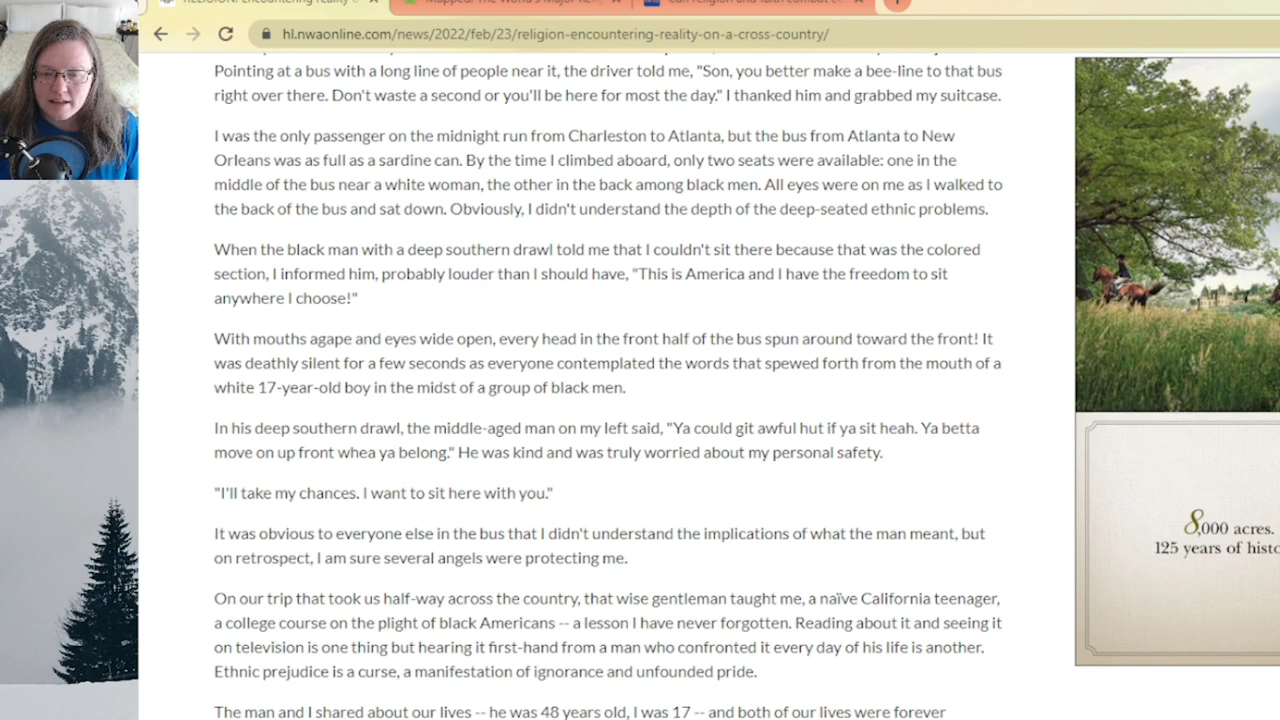 hl.nwaonline.com/news/2022/feb/23/religion-encountering-reality-on-a-cross-country/
Pointing at a bus with a long line of people near it, the driver told me, "Son, you better make a bee-line to that bus
right over there. Don't waste a second or you'll be here for most the day." I thanked him and grabbed my suitcase.
I was the only passenger on the midnight run from Charleston to Atlanta, but the bus from Atlanta to New
Orleans was as full as a sardine can. By the time I climbed aboard, only two seats were available: one in the
middle of the bus near a white woman, the other in the back among black men. All eyes were on me as I walked to
the back of the bus and sat down. Obviously, I didn't understand the depth of the deep-seated ethnic problems.
When the black man with a deep southern drawl told me that I couldn't sit there because that was the colored
section, I informed him, probably louder than I should have, "This is America and I have the freedom to sit
anywhere I choose!"
With mouths agape and eyes wide open, every head in the front half of the bus spun around toward the front! It
was deathly silent for a few seconds as everyone contemplated the words that spewed forth from the mouth of a
white 17-year-old boy in the midst of a group of black men.
In his deep southern drawl, the middle-aged man on my left said, "Ya could git awful hut if ya sit heah. Ya betta
move on up front whea ya belong." He was kind and was truly worried about my personal safety.
"I'll take my chances. I want to sit here with you."
It was obvious to everyone else in the bus that I didn't understand the implications of what the man meant, but
on retrospect, I am sure several angels were protecting me.
On our trip that took us half-way across the country, that wise gentleman taught me, a naïve California teenager,
a college course on the plight of black Americans -- a lesson I have never forgotten. Reading about it and seeing it
on television is one thing but hearing it first-hand from a man who confronted it every day of his life is another.
Ethnic prejudice is a curse, a manifestation of ignorance and unfounded pride.
The man and I shared about our lives -- he was 48 years old, I was 17 -- and both of our lives were forever
8,000 acres.
125 years of histo